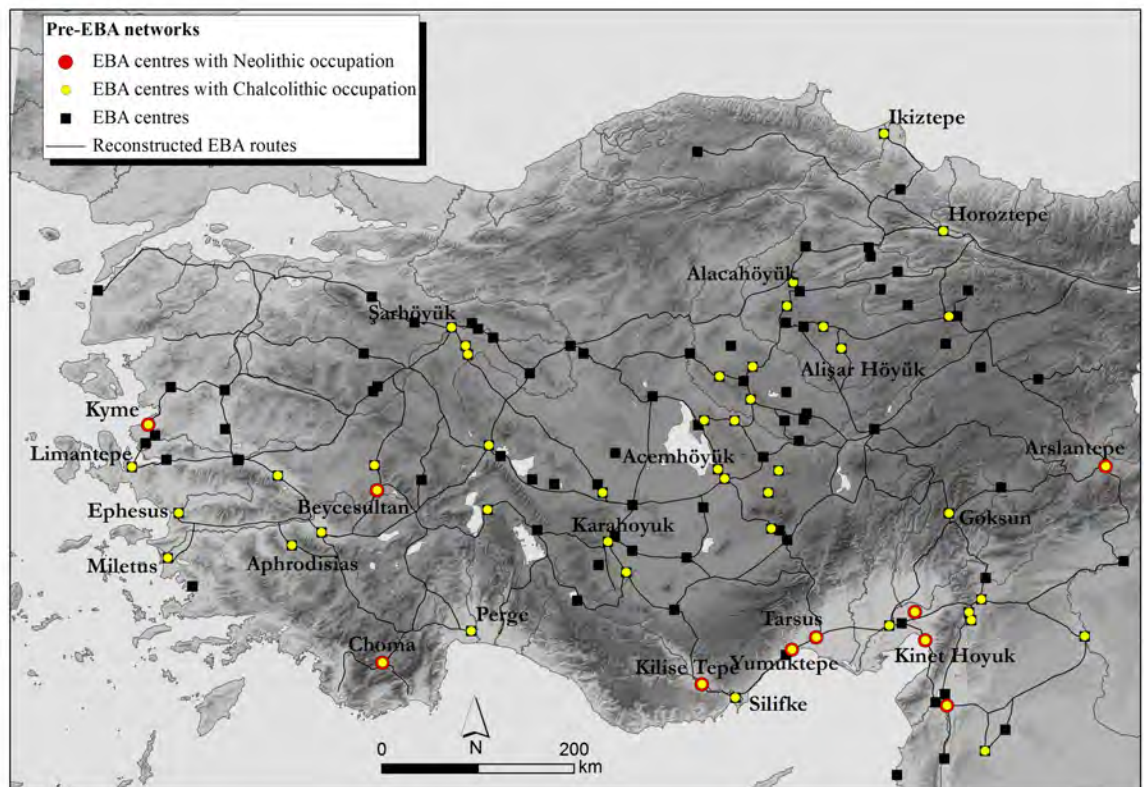 Pre-EBA networks
EBA centres with Neolithic occupation
EBA centres with Chalcolithic occupation
EBA centres
Reconstructed EBA routes
Ikiztepe
Horoztepe
Alacahöyük
Şarhöyük
Alişar Höyük
Kyme
Limantepe
Acemhöyük
Arslantepe
Beycesultan
Ephesus
Karahoyuk
Goksun
Miletus
Aphrodisias
Perge
Tarsus
Choma
Yumuktepe
Kinet Hoyuk
Kilise Tepe
Silifke
N
0 200
km